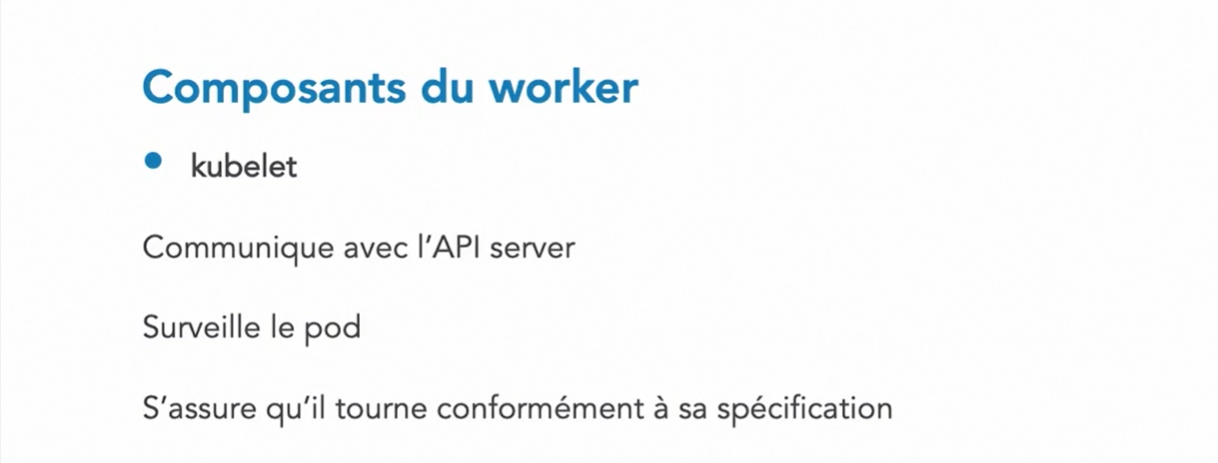 Composants du worker
• kubelet
Communique avec l’API server
Surveille le pod
S’assure qu’il tourne conformément à sa spécification